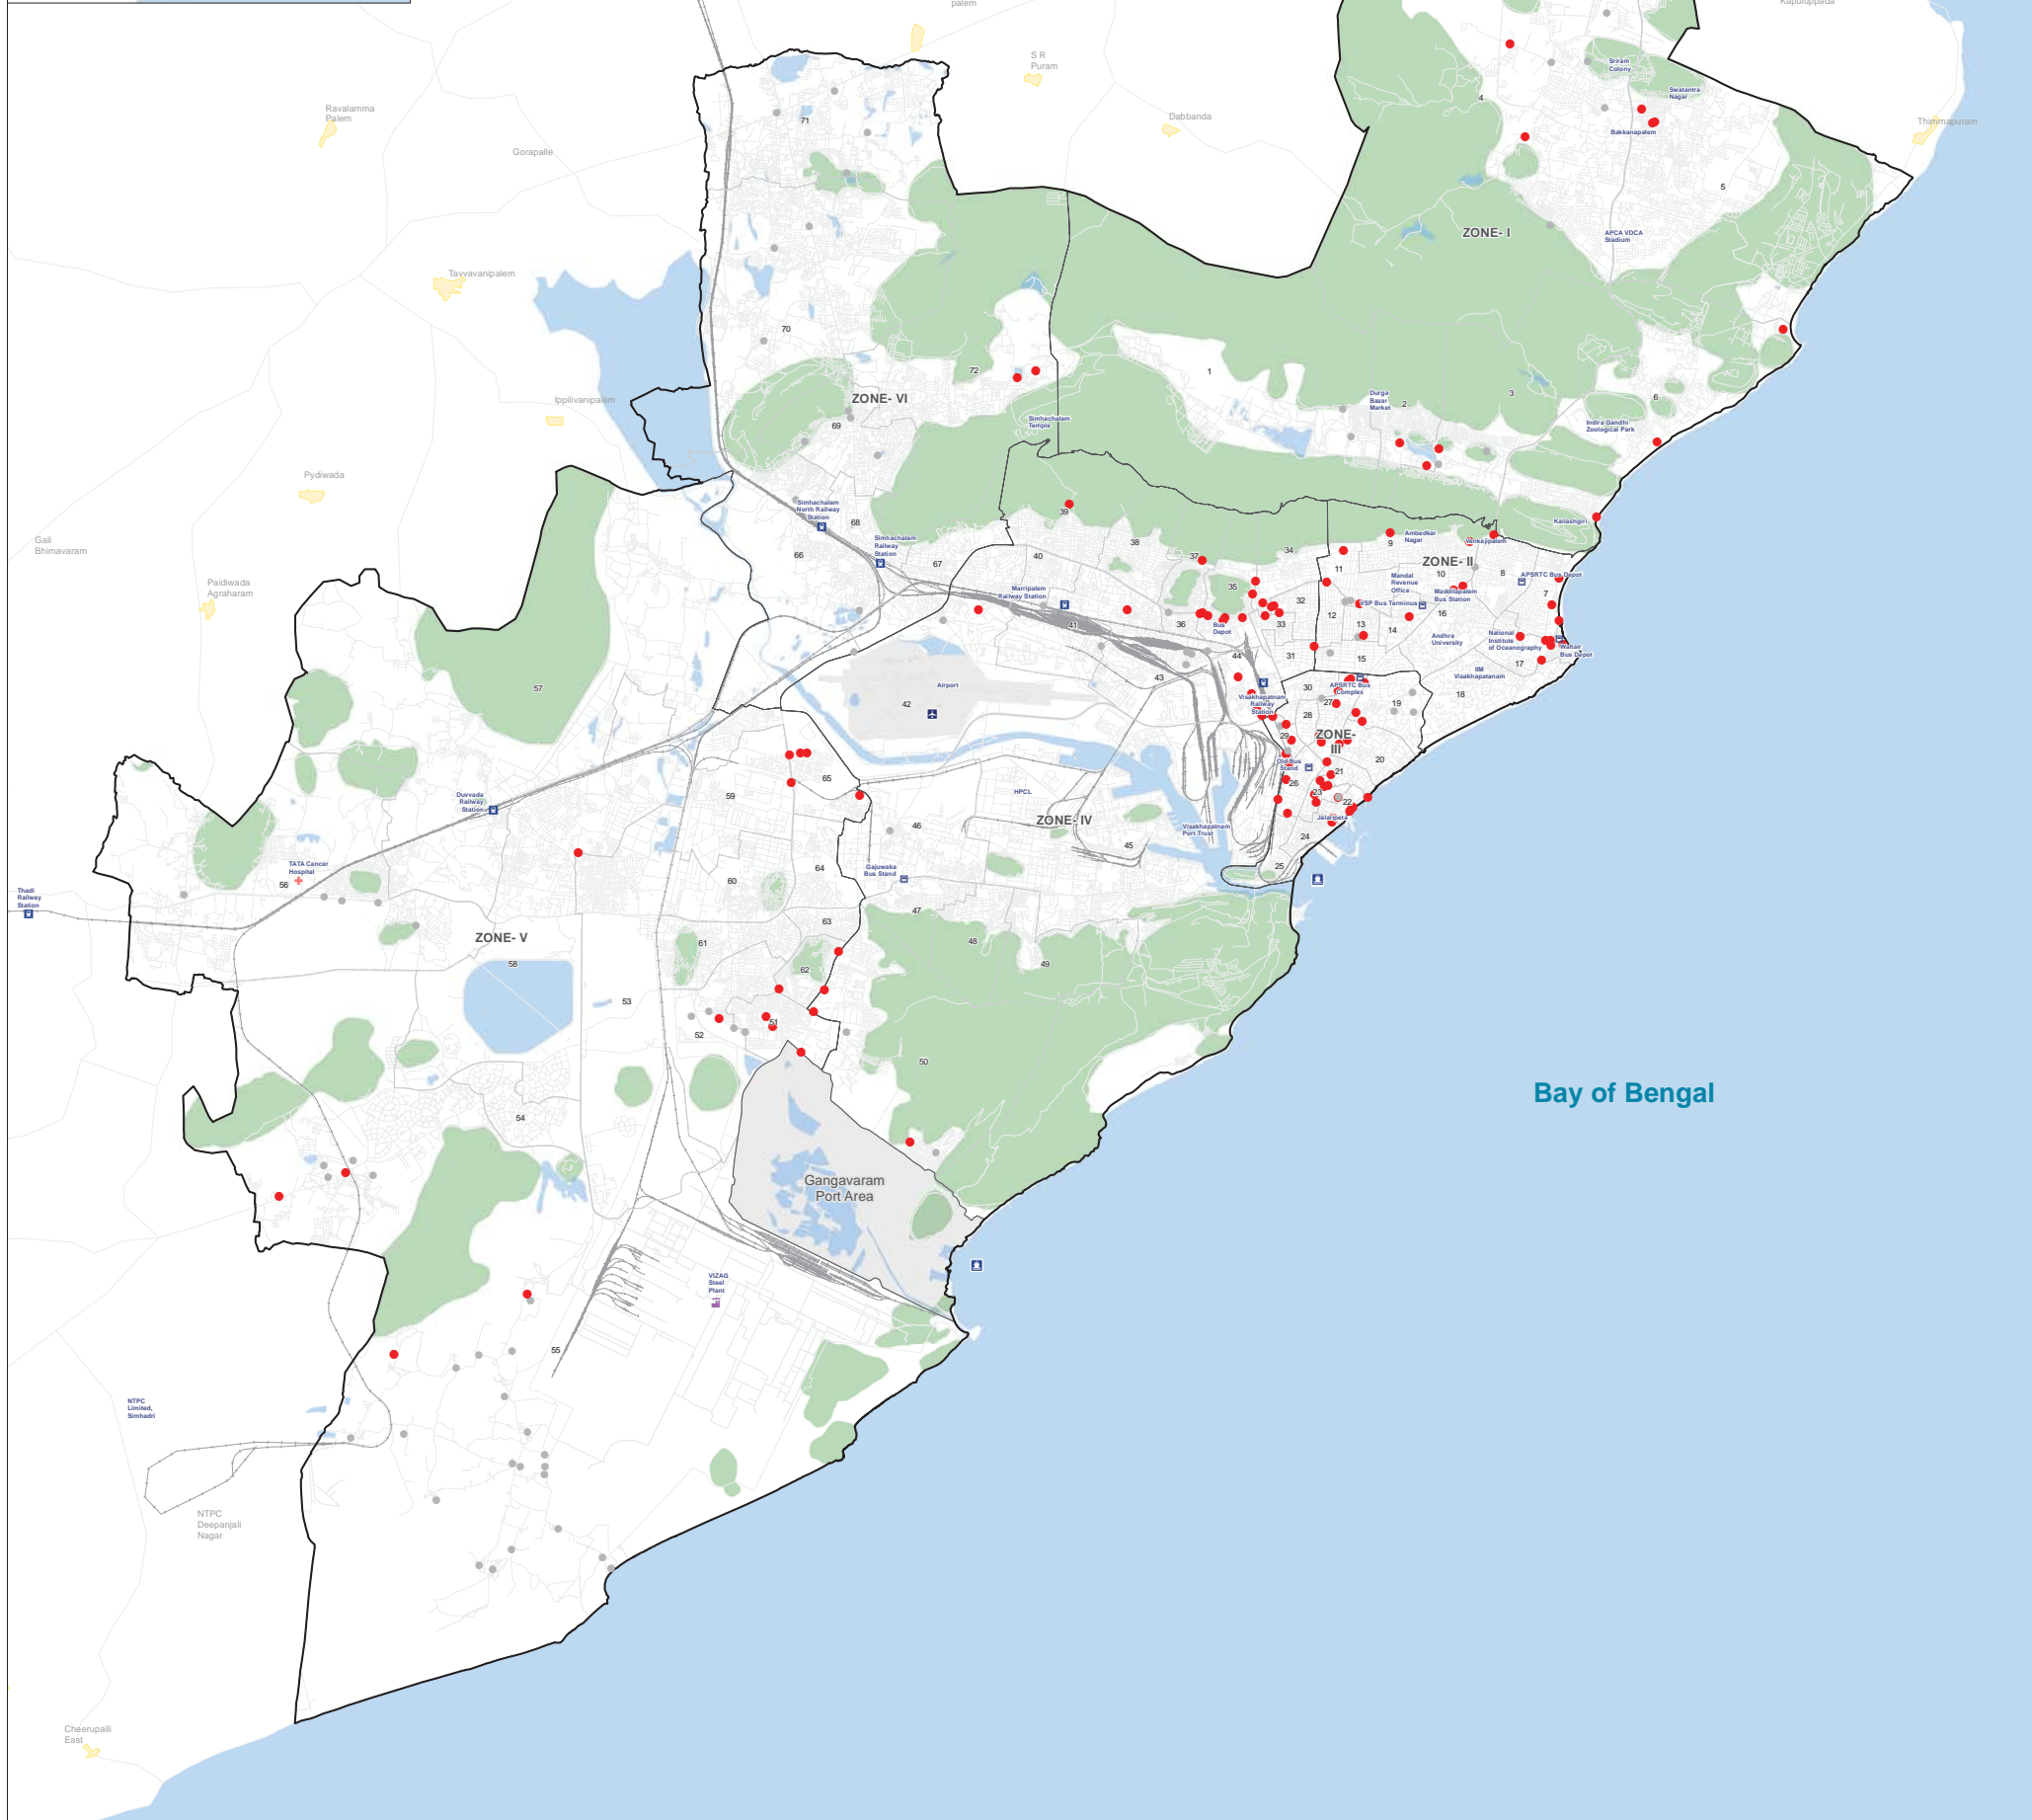 palem
Kapuluppada
S R
Puram
Sriram
Colony
Swatantra
Nagar
4
Ravalamma
Palem
71
Dabbanda
Thimmapuram
Bakkanapalem
Gorapalle
5
ZONE- I
APCA VDCA
Stadium
Tavvavanipalem
70
72
1
Durga
Bazar
Market
2
3
6
Ippilivanipalem
ZONE- VI
69
Simhachalam
Temple
Indira Gandhi
Zoological Park
Pydiwada
Simhachalam
North Railway
Station
68
39
Kailashgiri
Gali
Bhimavaram
Simhachalam
Railway
Station
66
67
40
38
37
34
9
Ambedkar
Nagar
Venkajipalem
ZONE- II
11
10
8
APSRTC Bus Depot
Paidiwada
Agraharam
Marripalem
Railway Station
35
32
Mandal
Revenue
Office
Maddilapalem
Bus Station
7
VSP Bus Terminus
12
16
41
36
Bus
Depot
33
13
14
Andhra
University
National
Institute
of Oceanography
Waltair
Bus Depot
44
31
15
17
IIM
Visakhapatanam
57
Airport
43
30
APSRTC Bus
Complex
18
42
Visakhapatnam
Railway
Station
27
19
28
29
ZONE-
III
Old Bus
Stand
20
65
21
59
HPCL
26
23
22
Duvvada
Railway
Station
ZONE- IV
46
Visakhapatnam
Port Trust
Jalaripeta
24
45
TATA Cancer
Hospital
56
60
64
Gajuwaka
Bus Stand
25
Thadi
Railway
Station
47
63
ZONE- V
61
48
58
62
49
53
51
52
50
Bay of Bengal
54
Gangavaram
Port Area
VIZAG
Steel
Plant
55
NTPC
Limited,
Simhadri
NTPC
Deepanjali
Nagar
Cheerupalli
East